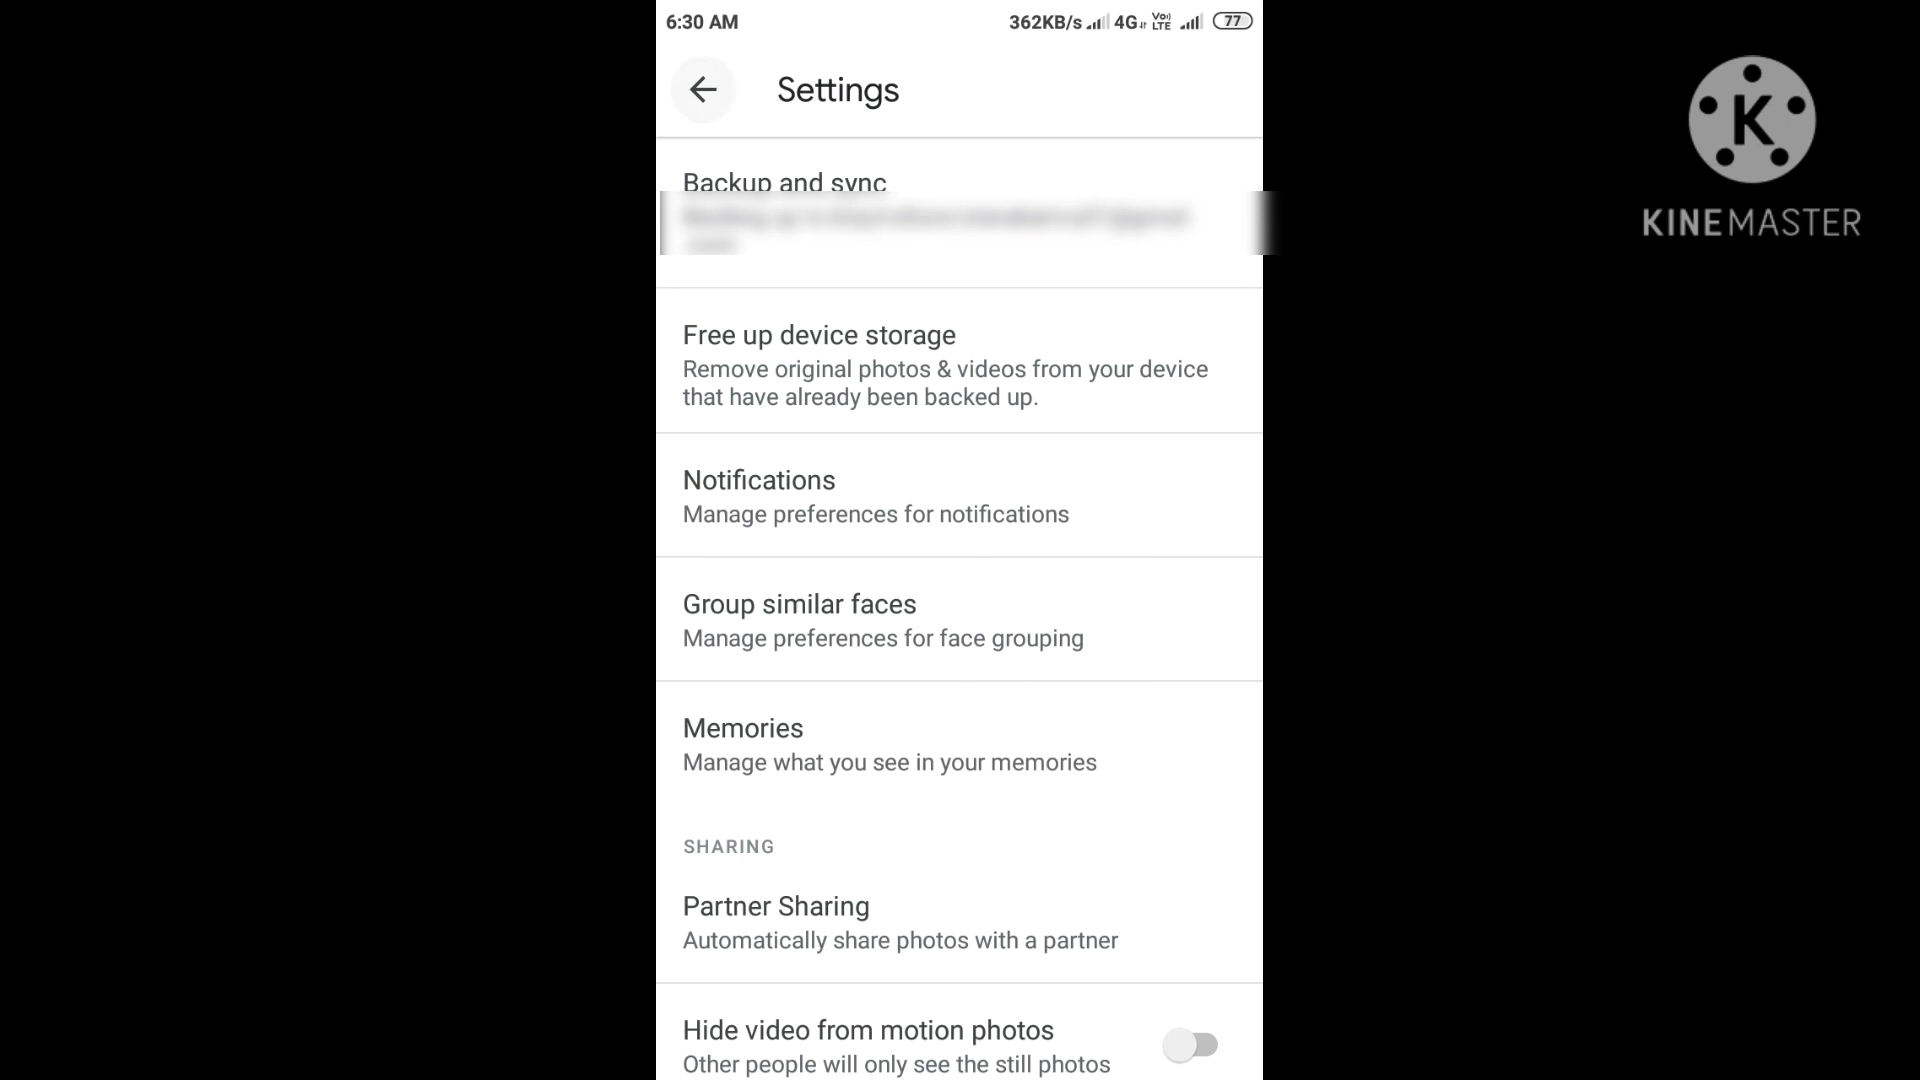 6:30 AM
362KB/s 4G Vo) LTE 77
Settings
Backup and sync
Free up device storage
Remove original photos & videos from your device
that have already been backed up.
Notifications
Manage preferences for notifications
Group similar faces
Manage preferences for face grouping
Memories
Manage what you see in your memories
SHARING
Partner Sharing
Automatically share photos with a partner
Hide video from motion photos
Other people will only see the still photos
K
KINEMASTER